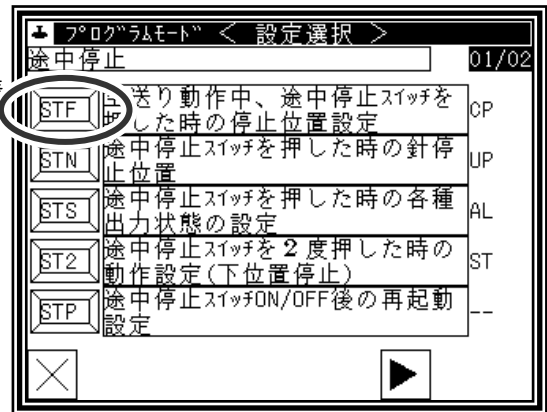 プログラムモード < 設定選択 >
途中停止
01/02
STF
送り動作中、途中停止スイッチを
した時の停止位置設定
CP
STN
途中停止スイッチを押した時の針停
止位置
UP
STS
途中停止スイッチを押した時の各種
出力状態の設定
AL
ST2
途中停止スイッチを2度押した時の
動作設定(下位置停止)
ST
STP
途中停止スイッチON/OFF後の再起動
設定
--